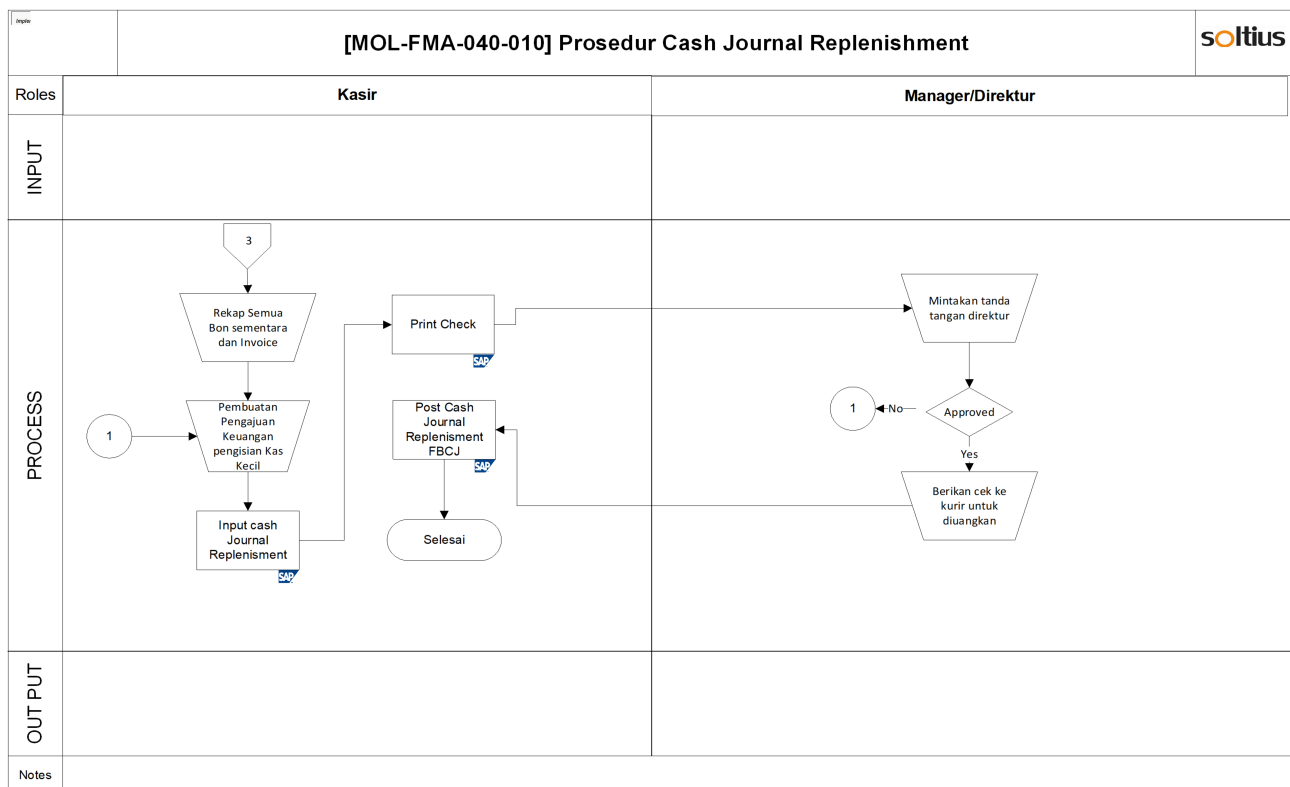 Implem
[MOL-FMA-040-010] Prosedur Cash Journal Replenishment
soltius
Roles
Kasir
Manager/Direktur
INPUT
PROCESS
3
Rekap Semua
Bon sementara
dan Invoice
1
Pembuatan
Pengajuan
Keuangan
pengisian Kas
Kecil
Input cash
Journal
Replenisment
SAP
Print Check
SAP
Post Cash
Journal
Replenisment
FBCJ
SAP
Selesai
Mintakan tanda
tangan direktur
Approved
No
1
Yes
Berikan cek ke
kurir untuk
diuangkan
OUT PUT
Notes